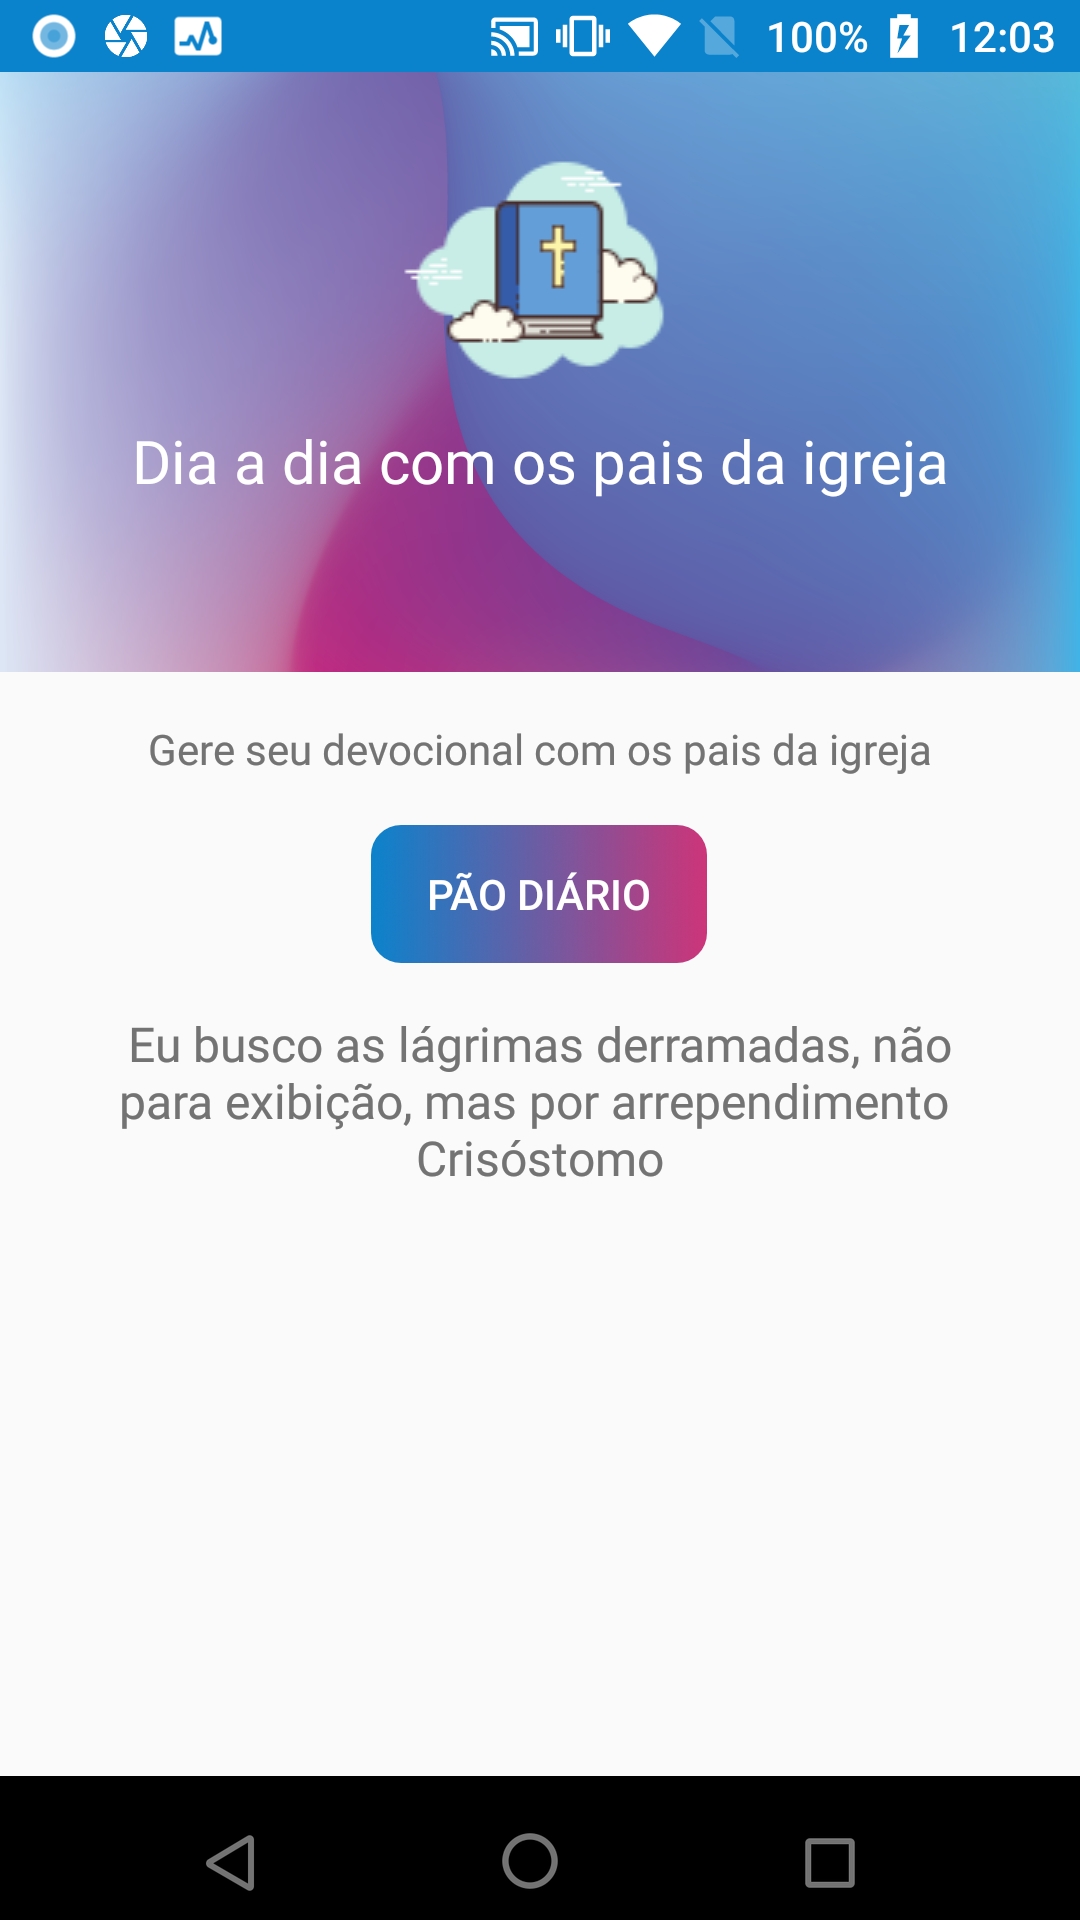 100% 12:03
Dia a dia com os pais da igreja
Gere seu devocional com os pais da igreja
PÃO DIÁRIO
Eu busco as lágrimas derramadas, não
para exibição, mas por arrependimento
Crisóstomo